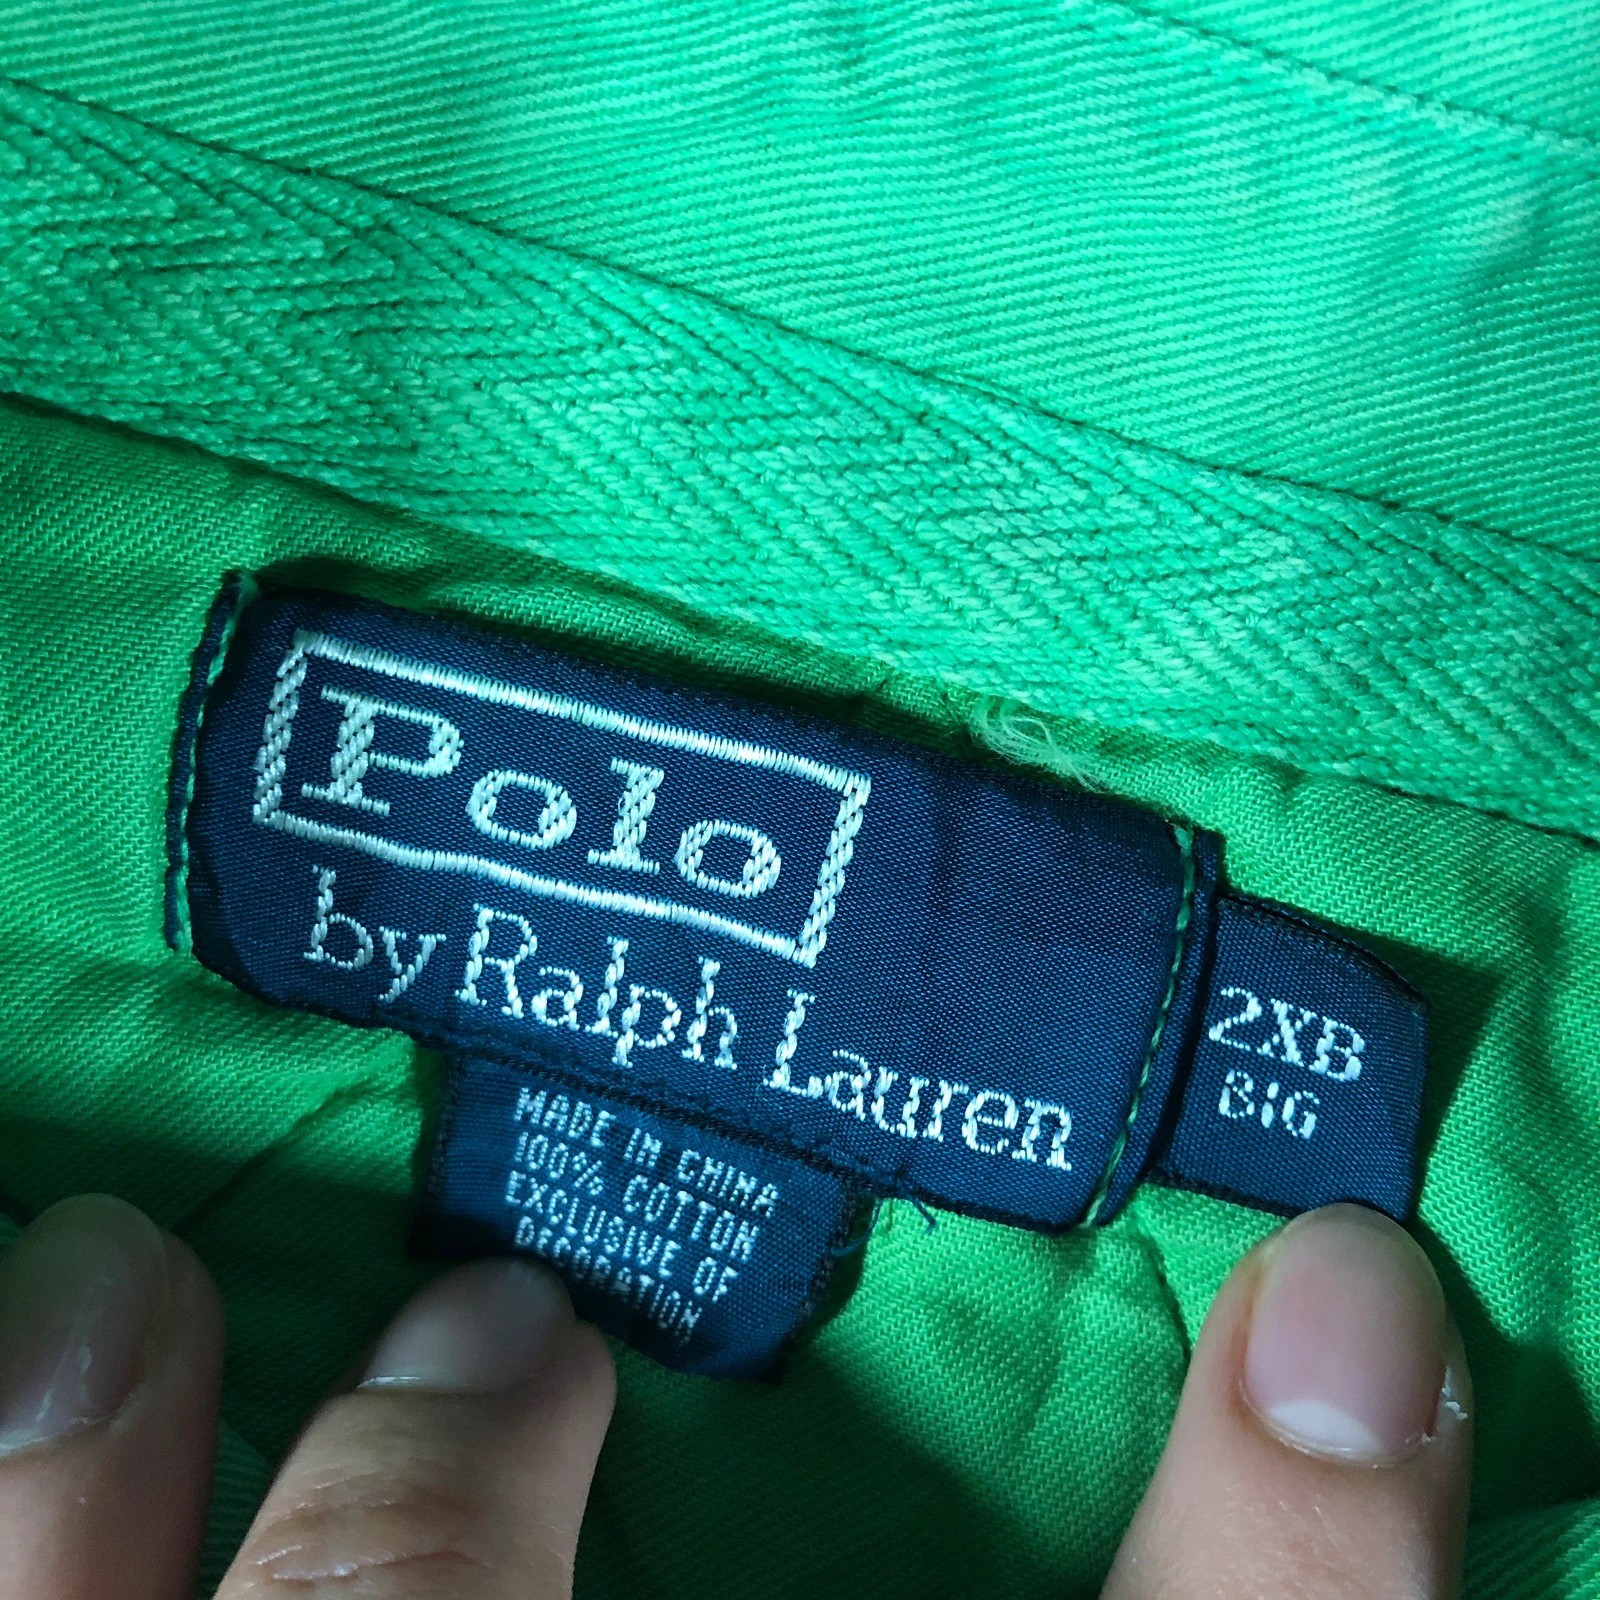 Polo
by Ralph Lauren
2XB
BIG
MADE IN CHINA
100% COTTON
EXCLUSIVE OF
DECORATION